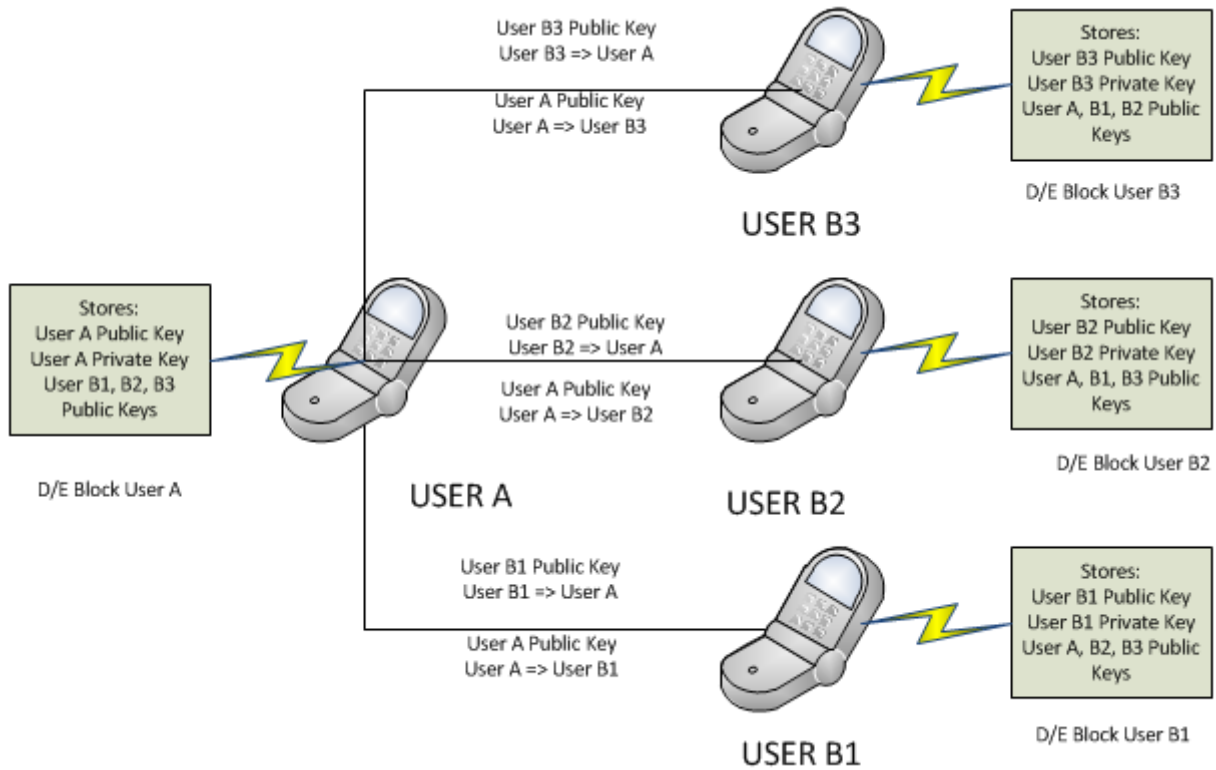 User B3 Public Key
User B3 => User A
User A Public Key
User A => User B3
USER B3
Stores:
User B3 Public Key
User B3 Private Key
User A, B1, B2 Public
Keys
D/E Block User B3
Stores:
User A Public Key
User A Private Key
User B1, B2, B3
Public Keys
D/E Block User A
USER A
User B2 Public Key
User B2 => User A
User A Public Key
User A => User B2
USER B2
Stores:
User B2 Public Key
User B2 Private Key
User A, B1, B3 Public
Keys
D/E Block User B2
User B1 Public Key
User B1 => User A
User A Public Key
User A => User B1
USER B1
Stores:
User B1 Public Key
User B1 Private Key
User A, B2, B3 Public
Keys
D/E Block User B1